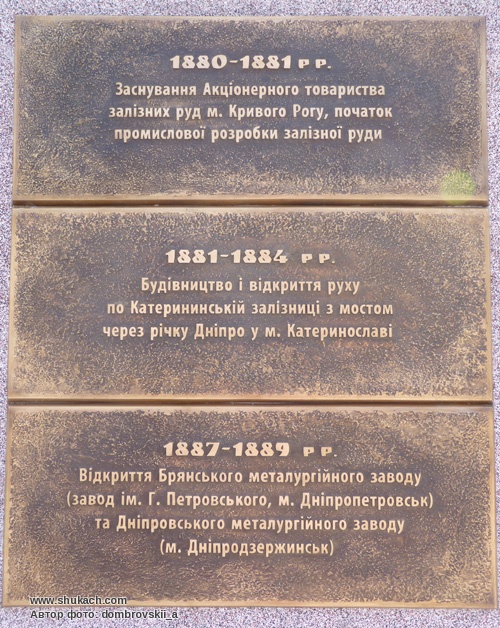 1880-1881 р р.
Заснування Акціонерного товариства
залізних руд м. Кривого Рогу, початок
промислової розробки залізної руди
1881-1884 р р.
Будівництво і відкриття руху
по Катерининській залізниці з мостом
через річку Дніпро у м. Катеринославі
1887-1889 р р.
Відкриття Брянського металургійного заводу
(завод ім. Г. Петровського, м. Дніпропетровськ)
та Дніпровського металургійного заводу
(м. Дніпродзержинськ)
www.shukach.com
Автор фото: dombrovskii_a